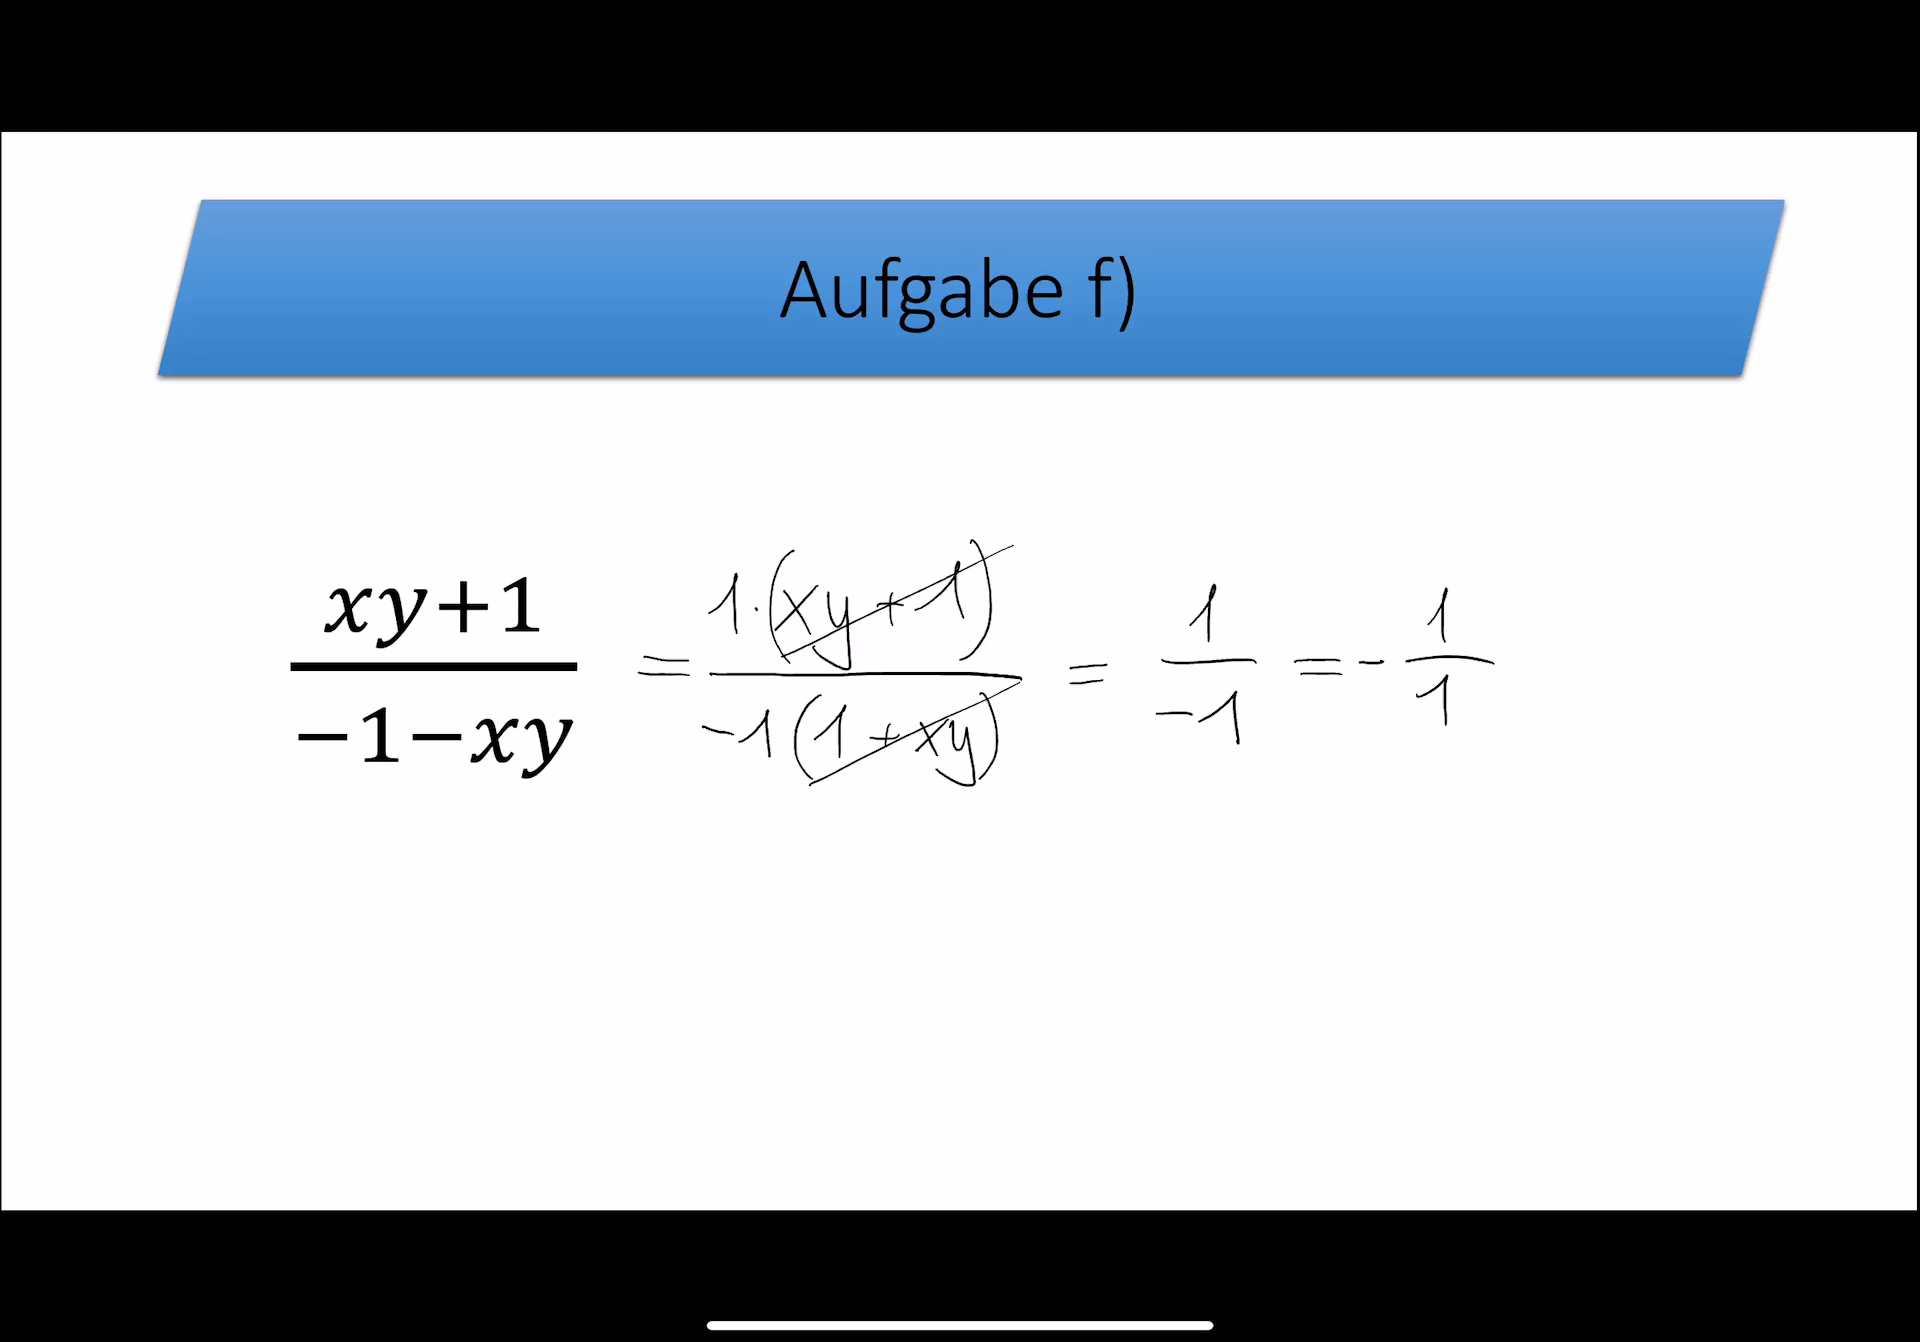 Aufgabe f)
xy+1 / −1−xy = 1·(xy+1) / −1(1+xy) = 1 / −1 = − 1 / 1